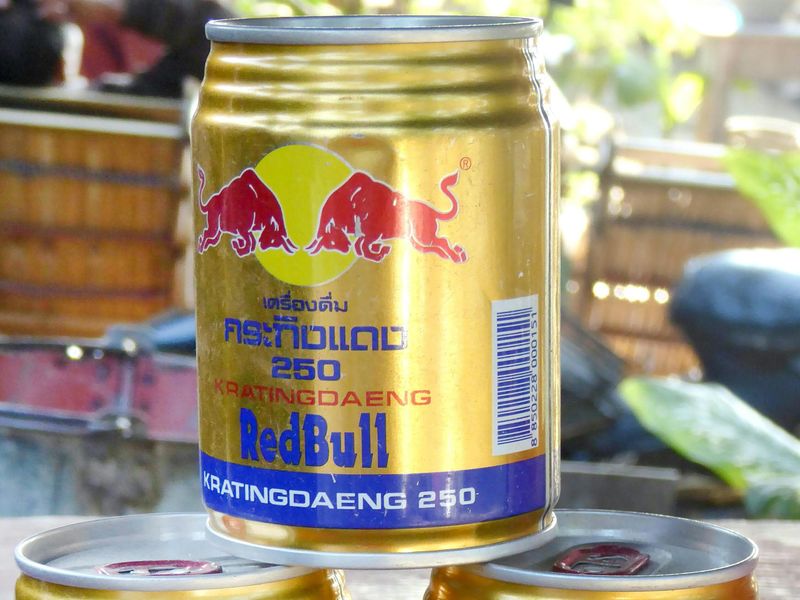 ®
เครื่องดื่ม
กระทิงแดง
250
KRATINGDAENG
RedBull
KRATINGDAENG 250
8 850228 000151